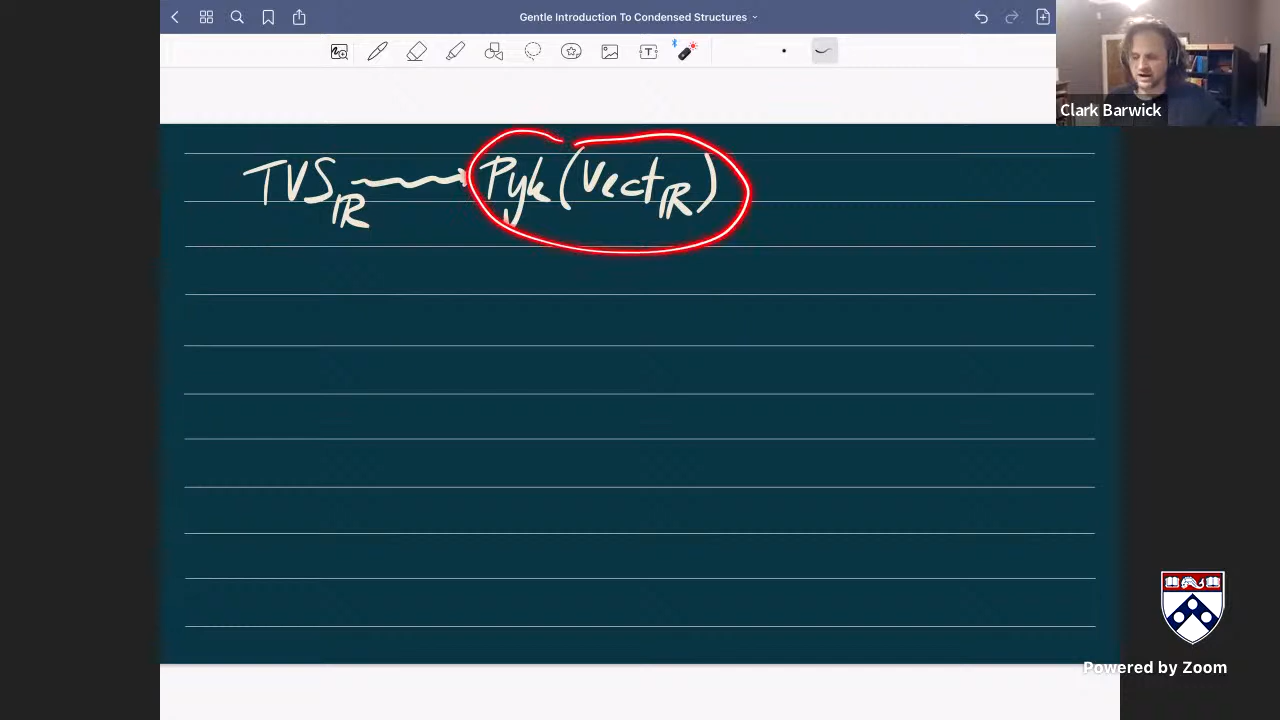 Gentle Introduction To Condensed Structures
T
Clark Barwick
TVS_ℝ → Pyk(Vect_ℝ)
Powered by Zoom